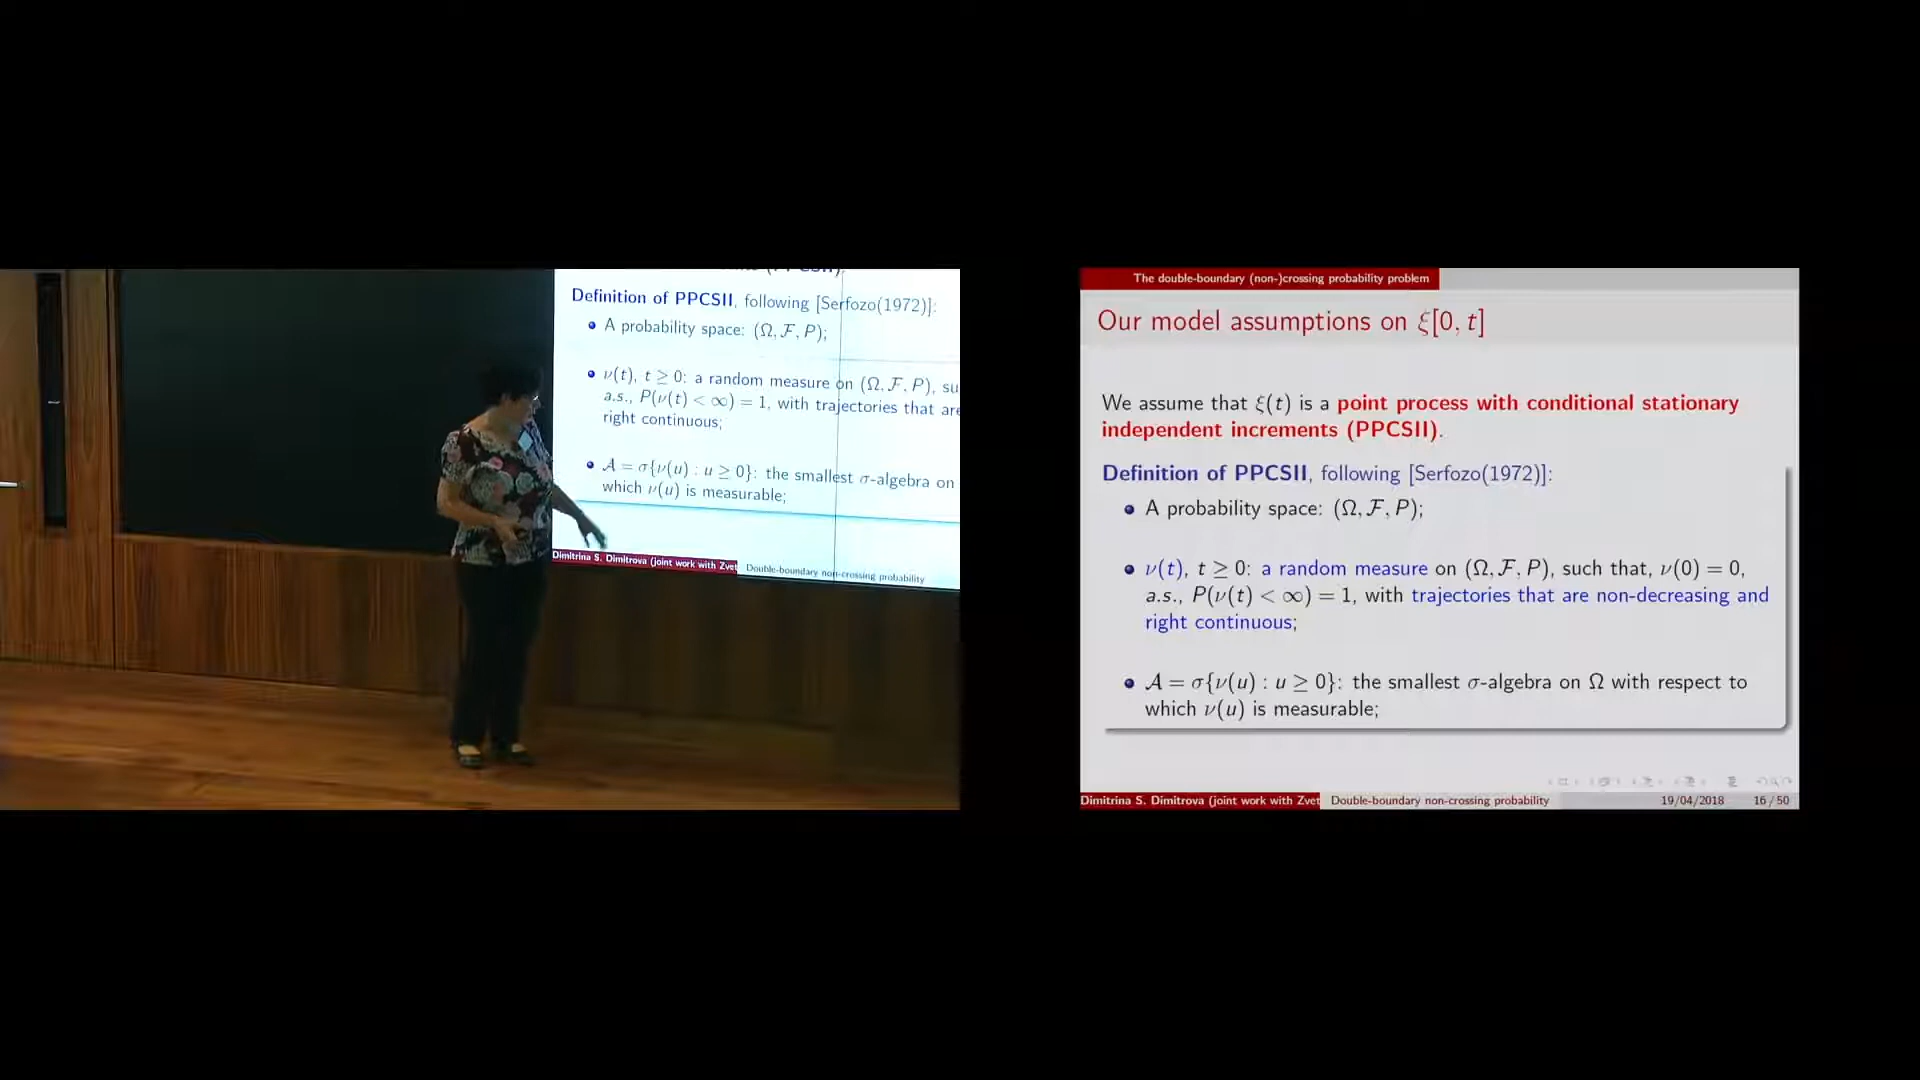 Definition of PPCSII, following [Serfozo(1972)]:
• A probability space: (Ω, ℱ, P);
• ν(t), t ≥ 0: a random measure on (Ω, ℱ, P), su
a.s., P(ν(t) < ∞) = 1, with trajectories that are
right continuous;
• 𝒜 = σ{ν(u) : u ≥ 0}: the smallest σ-algebra on
which ν(u) is measurable;
Dimitrina S. Dimitrova (joint work with Zvet
Double-boundary non-crossing probability
The double-boundary (non-)crossing probability problem
Our model assumptions on ξ[0, t]
We assume that ξ(t) is a point process with conditional stationary
independent increments (PPCSII).
Definition of PPCSII, following [Serfozo(1972)]:
• A probability space: (Ω, ℱ, P);
• ν(t), t ≥ 0: a random measure on (Ω, ℱ, P), such that, ν(0) = 0,
a.s., P(ν(t) < ∞) = 1, with trajectories that are non-decreasing and
right continuous;
• 𝒜 = σ{ν(u) : u ≥ 0}: the smallest σ-algebra on Ω with respect to
which ν(u) is measurable;
Dimitrina S. Dimitrova (joint work with Zvet
Double-boundary non-crossing probability
19/04/2018
16 / 50